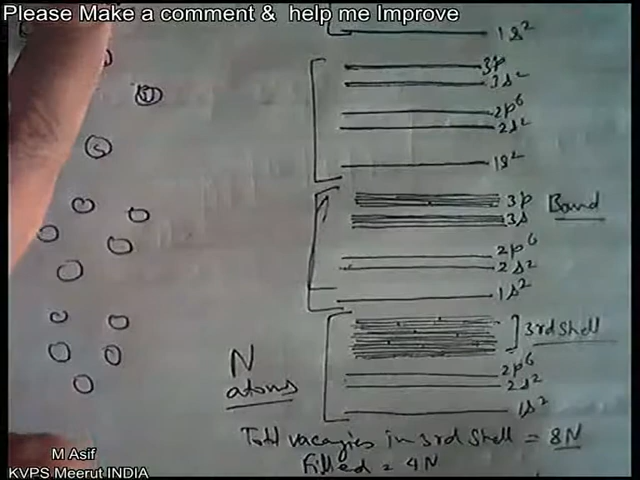 Please Make a comment & help me Improve
1s²
3p
3s²
2p⁶
2s²
1s²
3p Band
3s
2p⁶
2s²
1s²
3rd shell
N
atoms
2p⁶
2s²
1s²
Total vacancies in 3rd shell = 8N
Filled = 4N
M Asif
KVPS Meerut INDIA